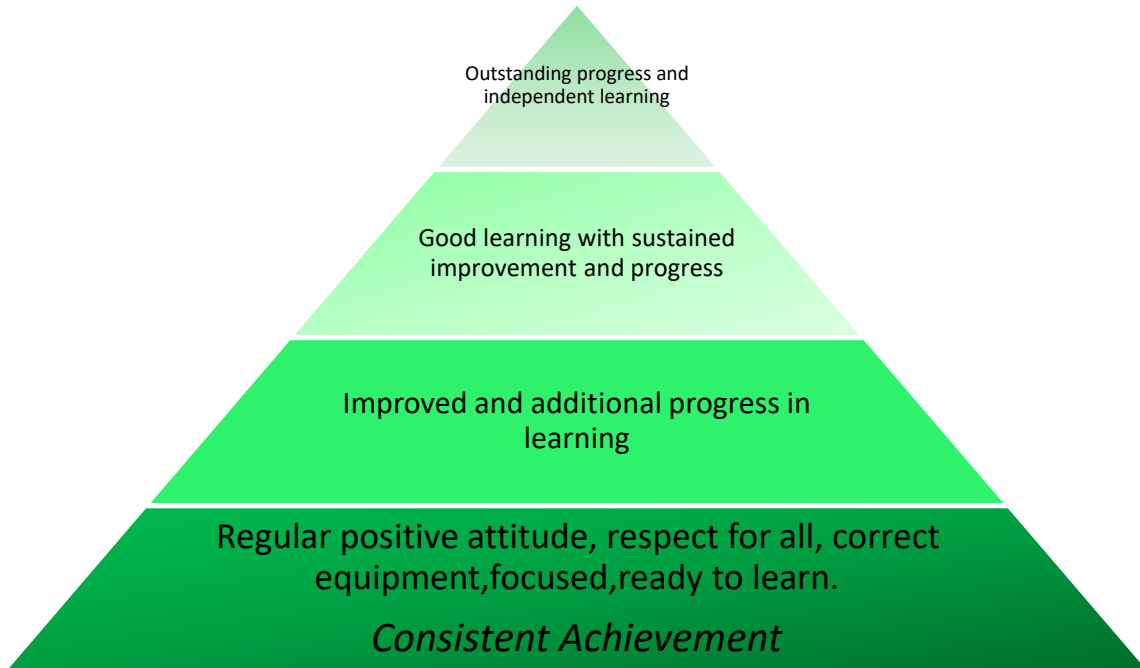 Outstanding progress and
independent learning
Good learning with sustained
improvement and progress
Improved and additional progress in
learning
Regular positive attitude, respect for all, correct
equipment,focused,ready to learn.
Consistent Achievement